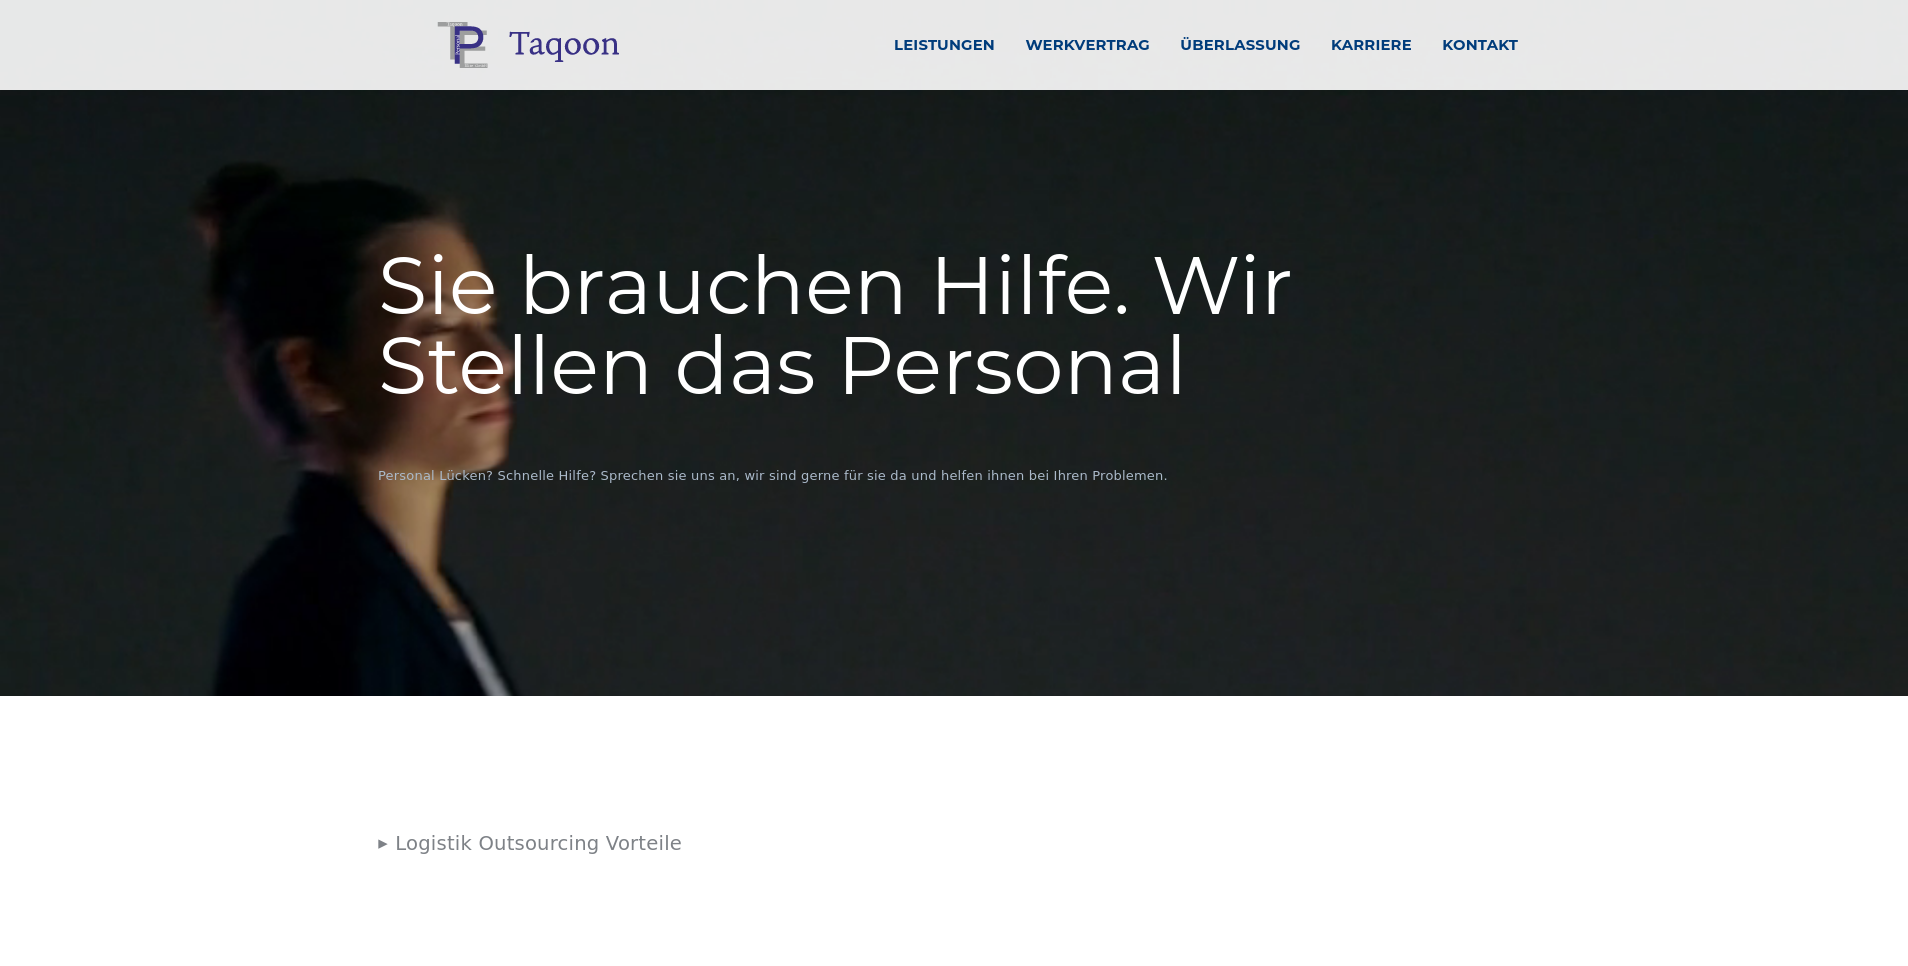 Taqoon
LEISTUNGEN WERKVERTRAG ÜBERLASSUNG KARRIERE KONTAKT
Sie brauchen Hilfe. Wir
Stellen das Personal
Personal Lücken? Schnelle Hilfe? Sprechen sie uns an, wir sind gerne für sie da und helfen ihnen bei Ihren Problemen.
▸ Logistik Outsourcing Vorteile